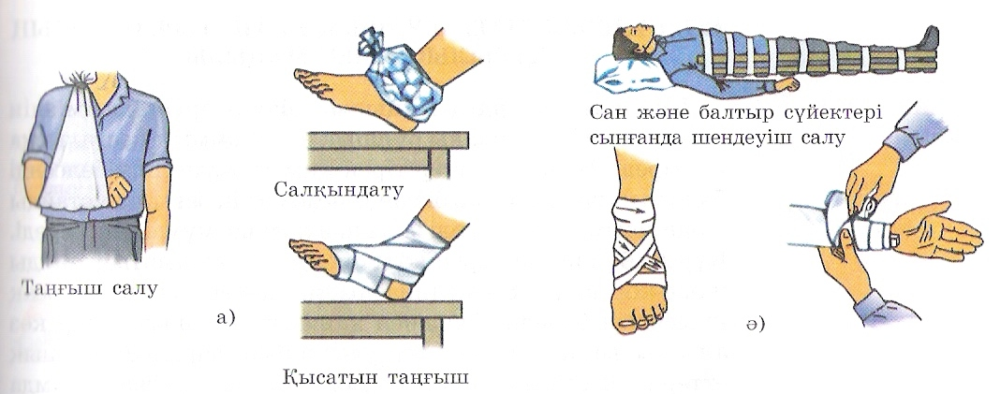 Таңғыш салу
а)
Салқындату
Қысатын таңғыш
Сан және балтыр сүйектері
сынғанда шендеуіш салу
ә)